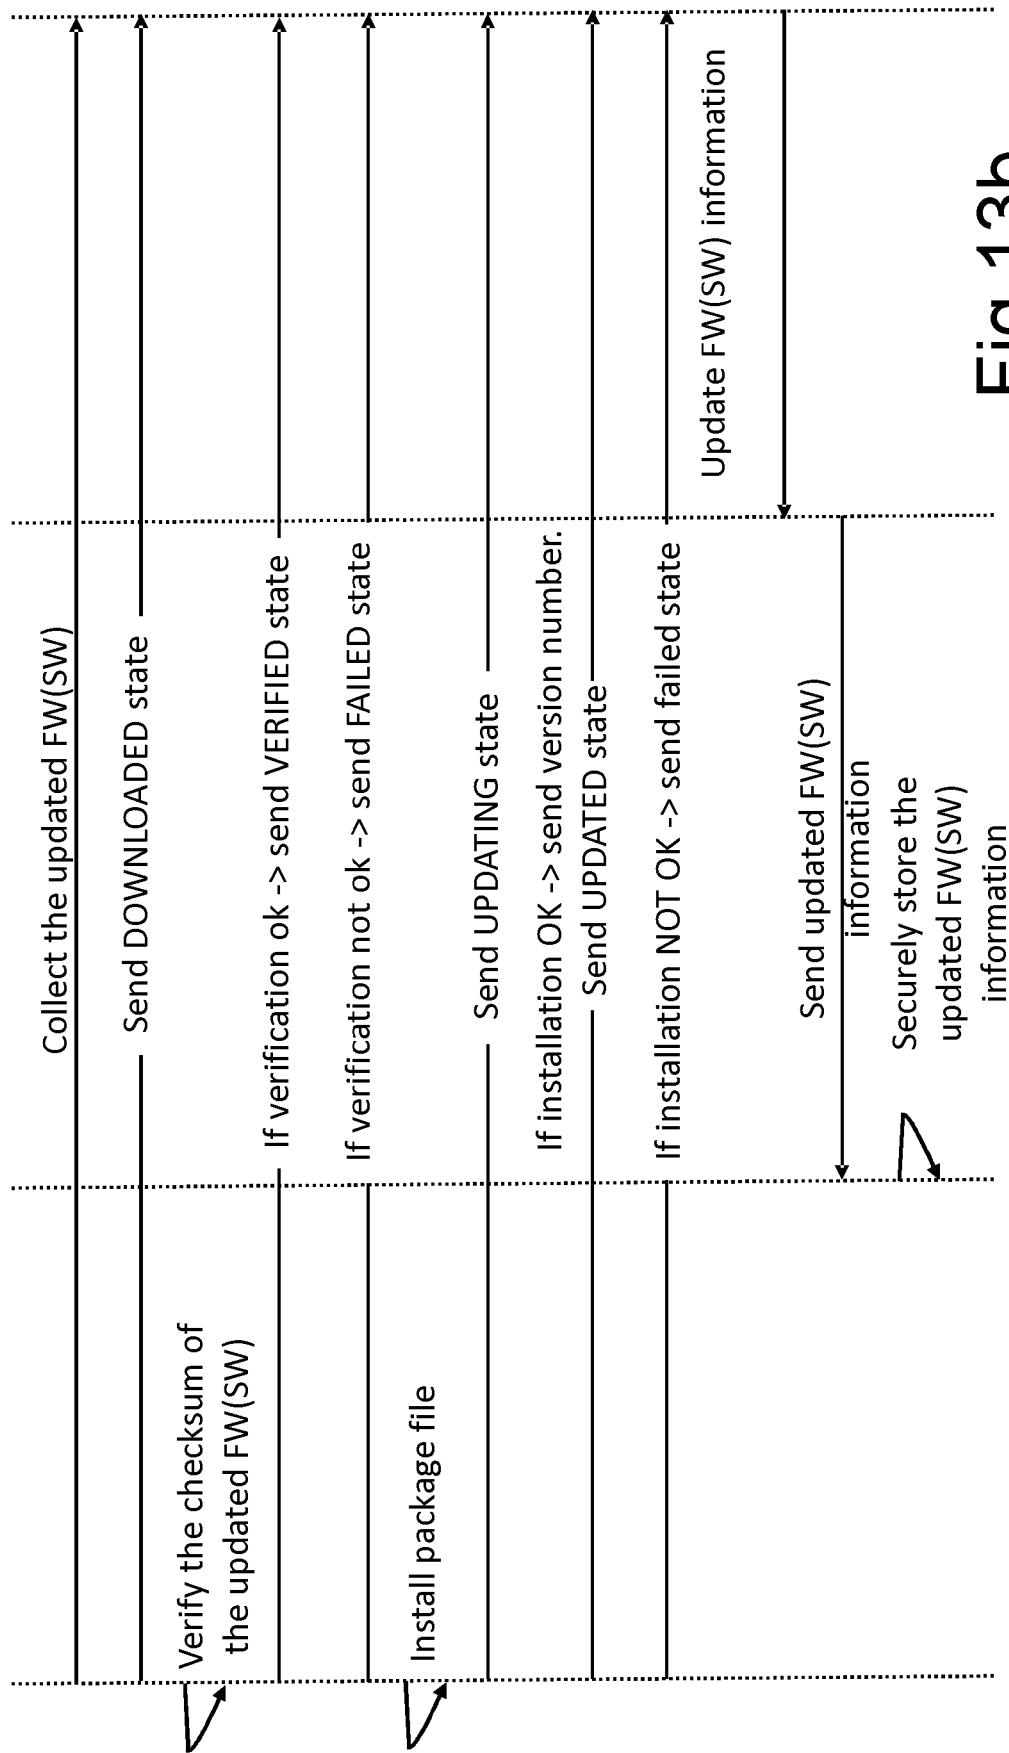 Collect the updated FW(SW)
Send DOWNLOADED state
Verify the checksum of
the updated FW(SW)
If verification ok -> send VERIFIED state
If verification not ok -> send FAILED state
Install package file
Send UPDATING state
If installation OK -> send version number.
Send UPDATED state
If installation NOT OK -> send failed state
Update FW(SW) information
Send updated FW(SW)
information
Securely store the
updated FW(SW)
information
Fig 13b